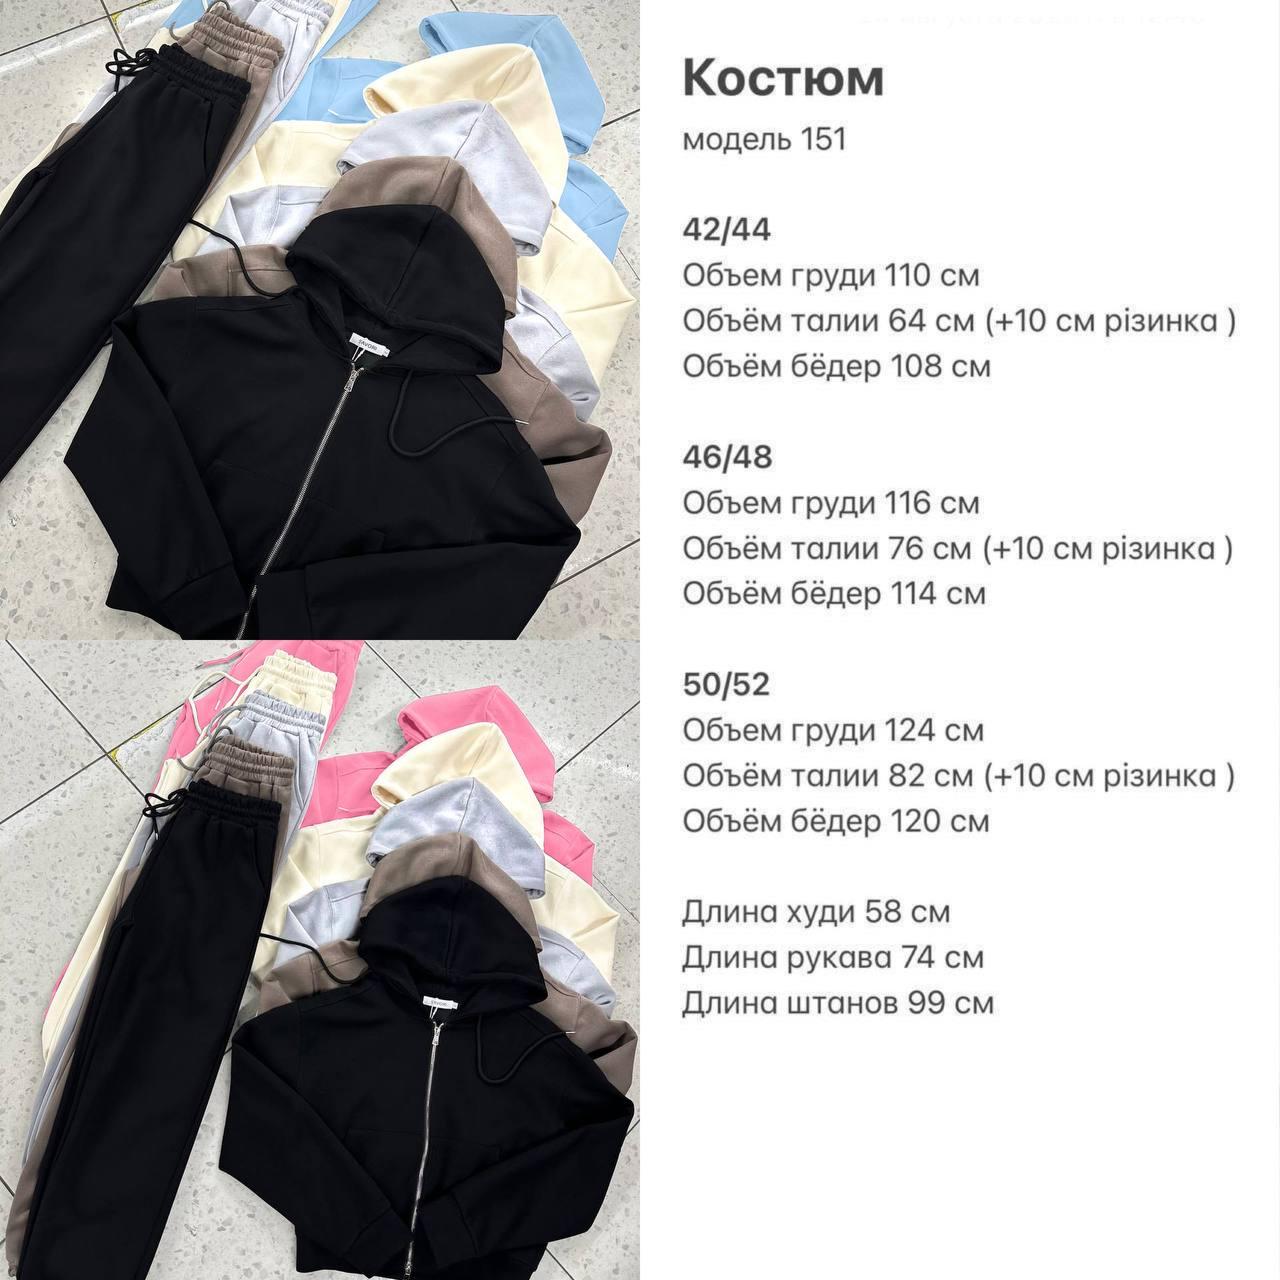 Костюм
модель 151
42/44
Объем груди 110 см
Объём талии 64 см (+10 см різинка )
Объём бёдер 108 см
46/48
Объем груди 116 см
Объём талии 76 см (+10 см різинка )
Объём бёдер 114 см
50/52
Объем груди 124 см
Объём талии 82 см (+10 см різинка )
Объём бёдер 120 см
Длина худи 58 см
Длина рукава 74 см
Длина штанов 99 см